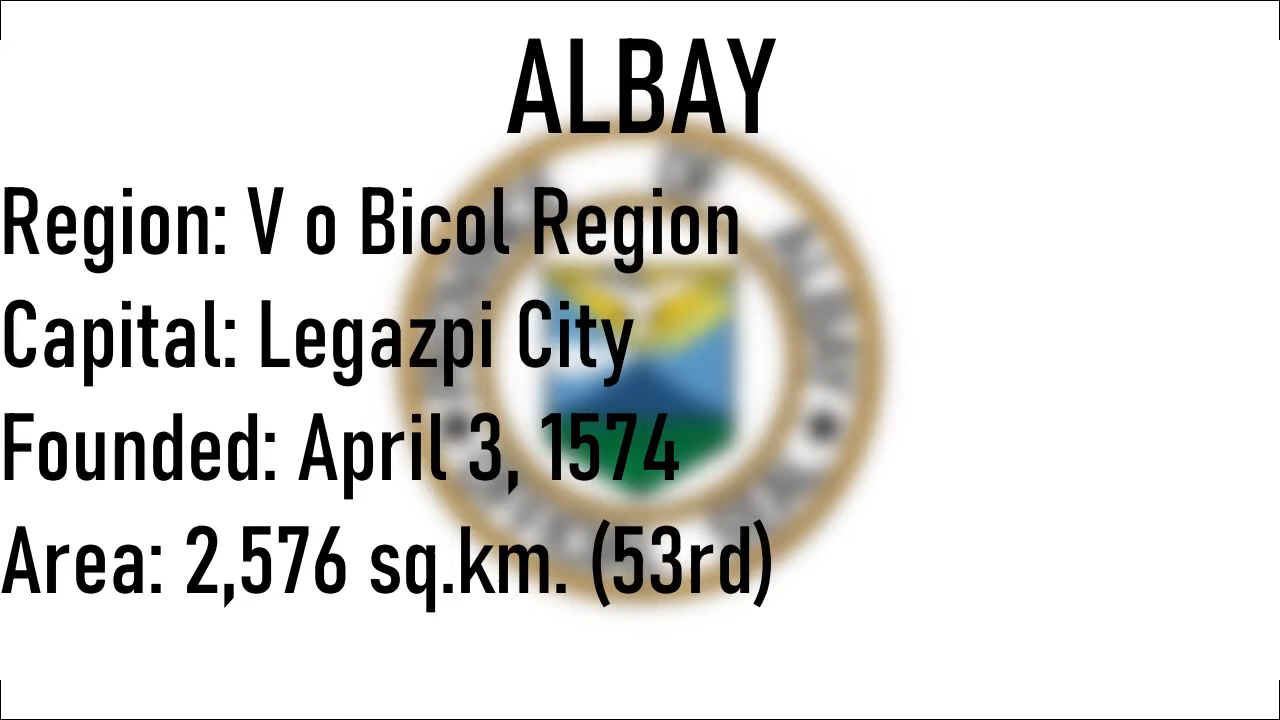 ALBAY
Region: V o Bicol Region
Capital: Legazpi City
Founded: April 3, 1574
Area: 2,576 sq.km. (53rd)